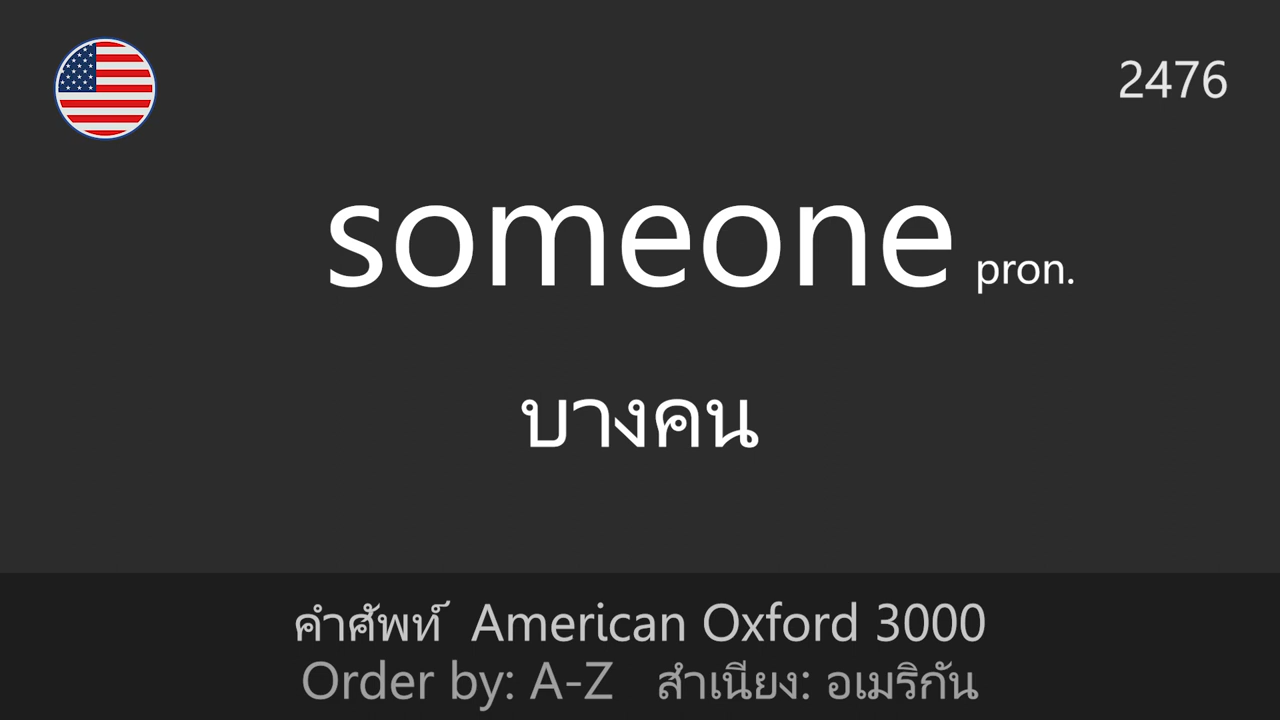 2476
someone pron.
บางคน
คำศัพท์ American Oxford 3000
Order by: A-Z สำเนียง: อเมริกัน